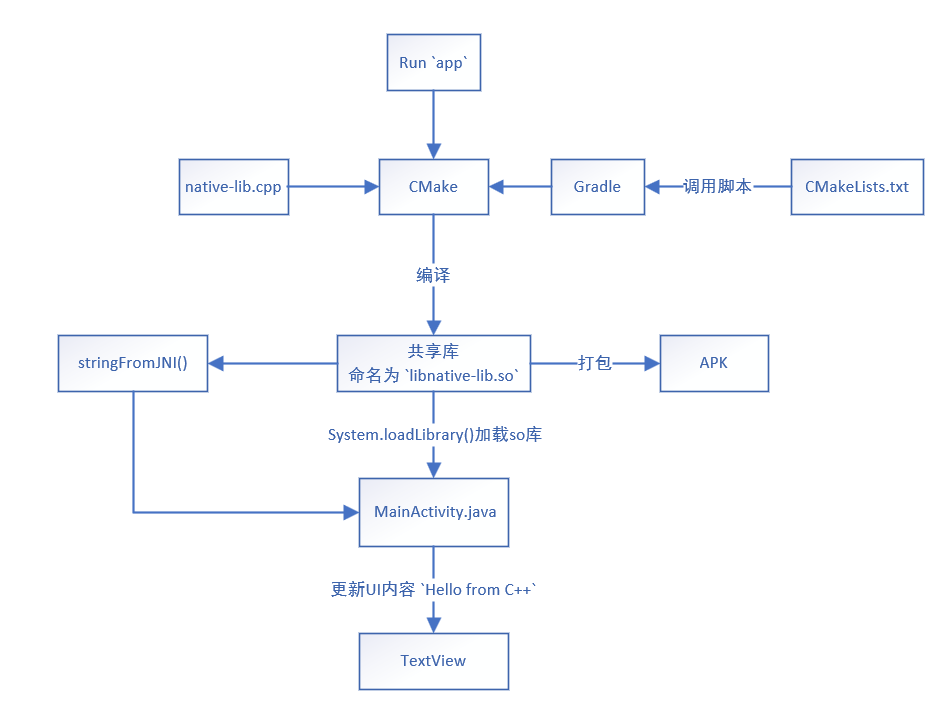 Run `app`
native-lib.cpp
CMake
Gradle
调用脚本
CMakeLists.txt
编译
stringFromJNI()
共享库
命名为 `libnative-lib.so`
打包
APK
System.loadLibrary()加载so库
MainActivity.java
更新UI内容 `Hello from C++`
TextView